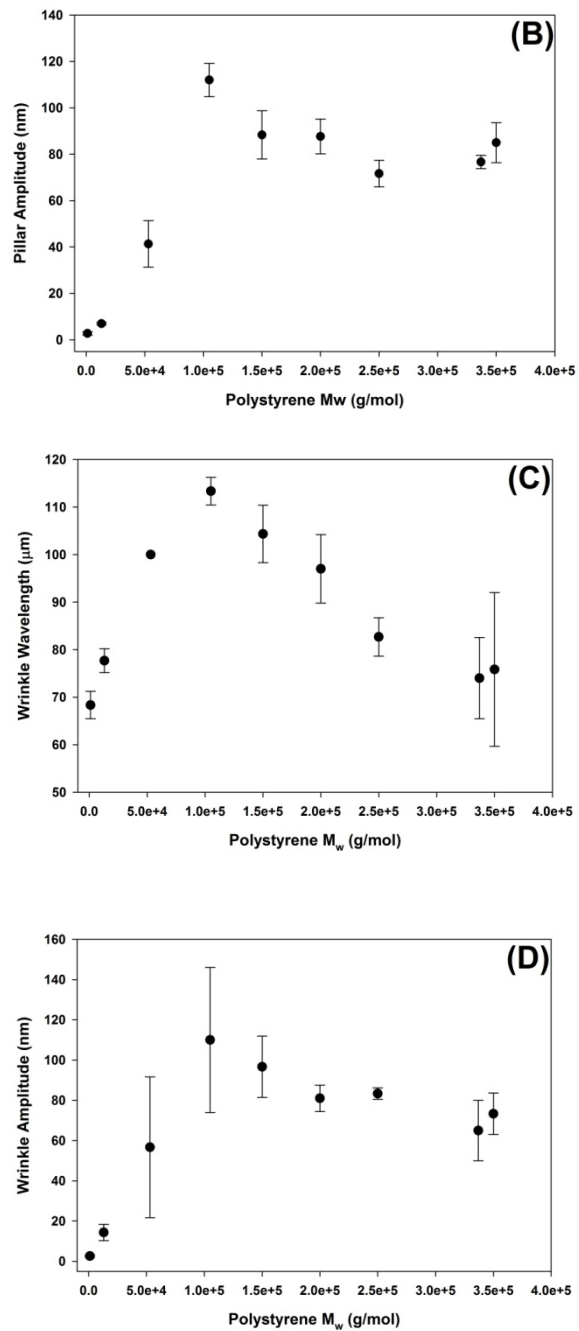 (B)
140
120
100
80
60
40
20
0
Pillar Amplitude (nm)
0.0 5.0e+4 1.0e+5 1.5e+5 2.0e+5 2.5e+5 3.0e+5 3.5e+5 4.0e+5
Polystyrene Mw (g/mol)
(C)
120
110
100
90
80
70
60
50
Wrinkle Wavelength (μm)
0.0 5.0e+4 1.0e+5 1.5e+5 2.0e+5 2.5e+5 3.0e+5 3.5e+5 4.0e+5
Polystyrene Mw (g/mol)
(D)
160
140
120
100
80
60
40
20
0
Wrinkle Amplitude (nm)
0.0 5.0e+4 1.0e+5 1.5e+5 2.0e+5 2.5e+5 3.0e+5 3.5e+5 4.0e+5
Polystyrene Mw (g/mol)